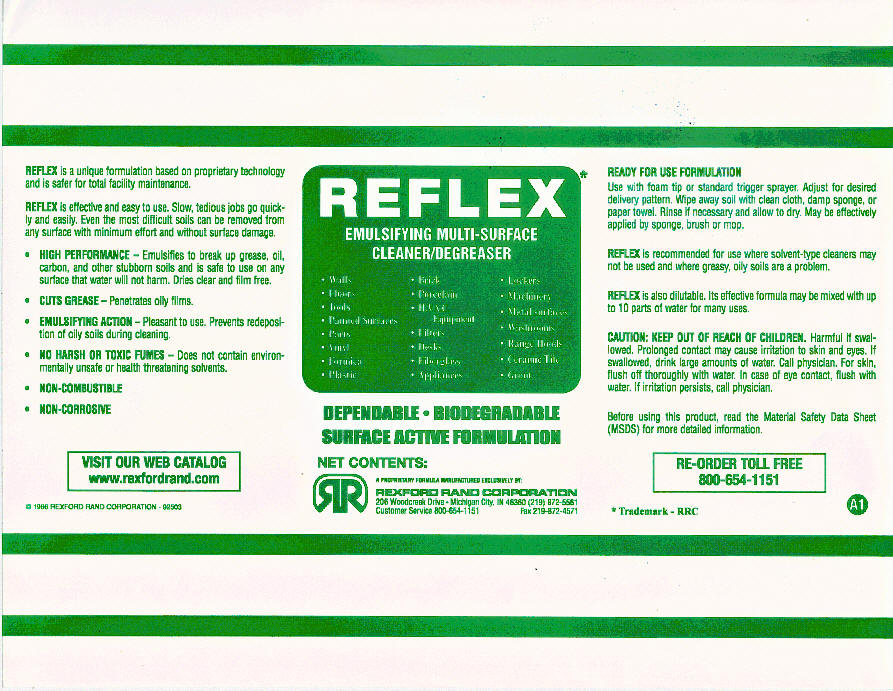 REFLEX is a unique formulation based on proprietary technology
and is safer for total facility maintenance.
REFLEX is effective and easy to use. Slow, tedious jobs go quick-
ly and easily. Even the most difficult soils can be removed from
any surface with minimum effort and without surface damage.
• HIGH PERFORMANCE – Emulsifies to break up grease, oil,
carbon, and other stubborn soils and is safe to use on any
surface that water will not harm. Dries clear and film free.
• CUTS GREASE – Penetrates oily films.
• EMULSIFYING ACTION – Pleasant to use. Prevents redeposi-
tion of oily soils during cleaning.
• NO HARSH OR TOXIC FUMES – Does not contain environ-
mentally unsafe or health threatening solvents.
• NON-COMBUSTIBLE
• NON-CORROSIVE
VISIT OUR WEB CATALOG
www.rexfordrand.com
© 1986 REXFORD RAND CORPORATION - 92503
REFLEX*
EMULSIFYING MULTI-SURFACE
CLEANER/DEGREASER
• Walls
• Floors
• Tools
• Painted Surfaces
• Parts
• Vinyl
• Formica
• Plastic
• Brick
• Porcelain
• HVAC
Equipment
• Filters
• Desks
• Fiberglass
• Appliances
• Lockers
• Machinery
• Metal surfaces
• Washrooms
• Range Hoods
• Ceramic Tile
• Grout
DEPENDABLE • BIODEGRADABLE
SURFACE ACTIVE FORMULATION
NET CONTENTS:
RR
A PROPRIETARY FORMULA MANUFACTURED EXCLUSIVELY BY:
REXFORD RAND CORPORATION
206 Woodcreek Drive - Michigan City, IN 46360 (219) 872-5561
Customer Service 800-654-1151 Fax 219-872-4571
READY FOR USE FORMULATION
Use with foam tip or standard trigger sprayer. Adjust for desired
delivery pattern. Wipe away soil with clean cloth, damp sponge, or
paper towel. Rinse if necessary and allow to dry. May be effectively
applied by sponge, brush or mop.
REFLEX is recommended for use where solvent-type cleaners may
not be used and where greasy, oily soils are a problem.
REFLEX is also dilutable. Its effective formula may be mixed with up
to 10 parts of water for many uses.
CAUTION: KEEP OUT OF REACH OF CHILDREN. Harmful if swal-
lowed. Prolonged contact may cause irritation to skin and eyes. If
swallowed, drink large amounts of water. Call physician. For skin,
flush off thoroughly with water. In case of eye contact, flush with
water. If irritation persists, call physician.
Before using this product, read the Material Safety Data Sheet
(MSDS) for more detailed information.
RE-ORDER TOLL FREE
800-654-1151
* Trademark - RRC
A1